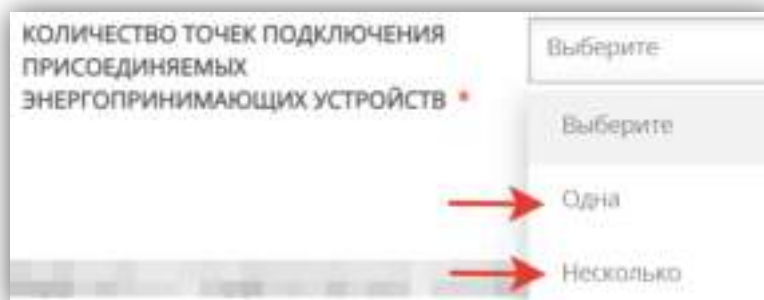 КОЛИЧЕСТВО ТОЧЕК ПОДКЛЮЧЕНИЯ
ПРИСОЕДИНЯЕМЫХ
ЭНЕРГОПРИНИМАЮЩИХ УСТРОЙСТВ *
Выберите
Выберите
Одна
Несколько